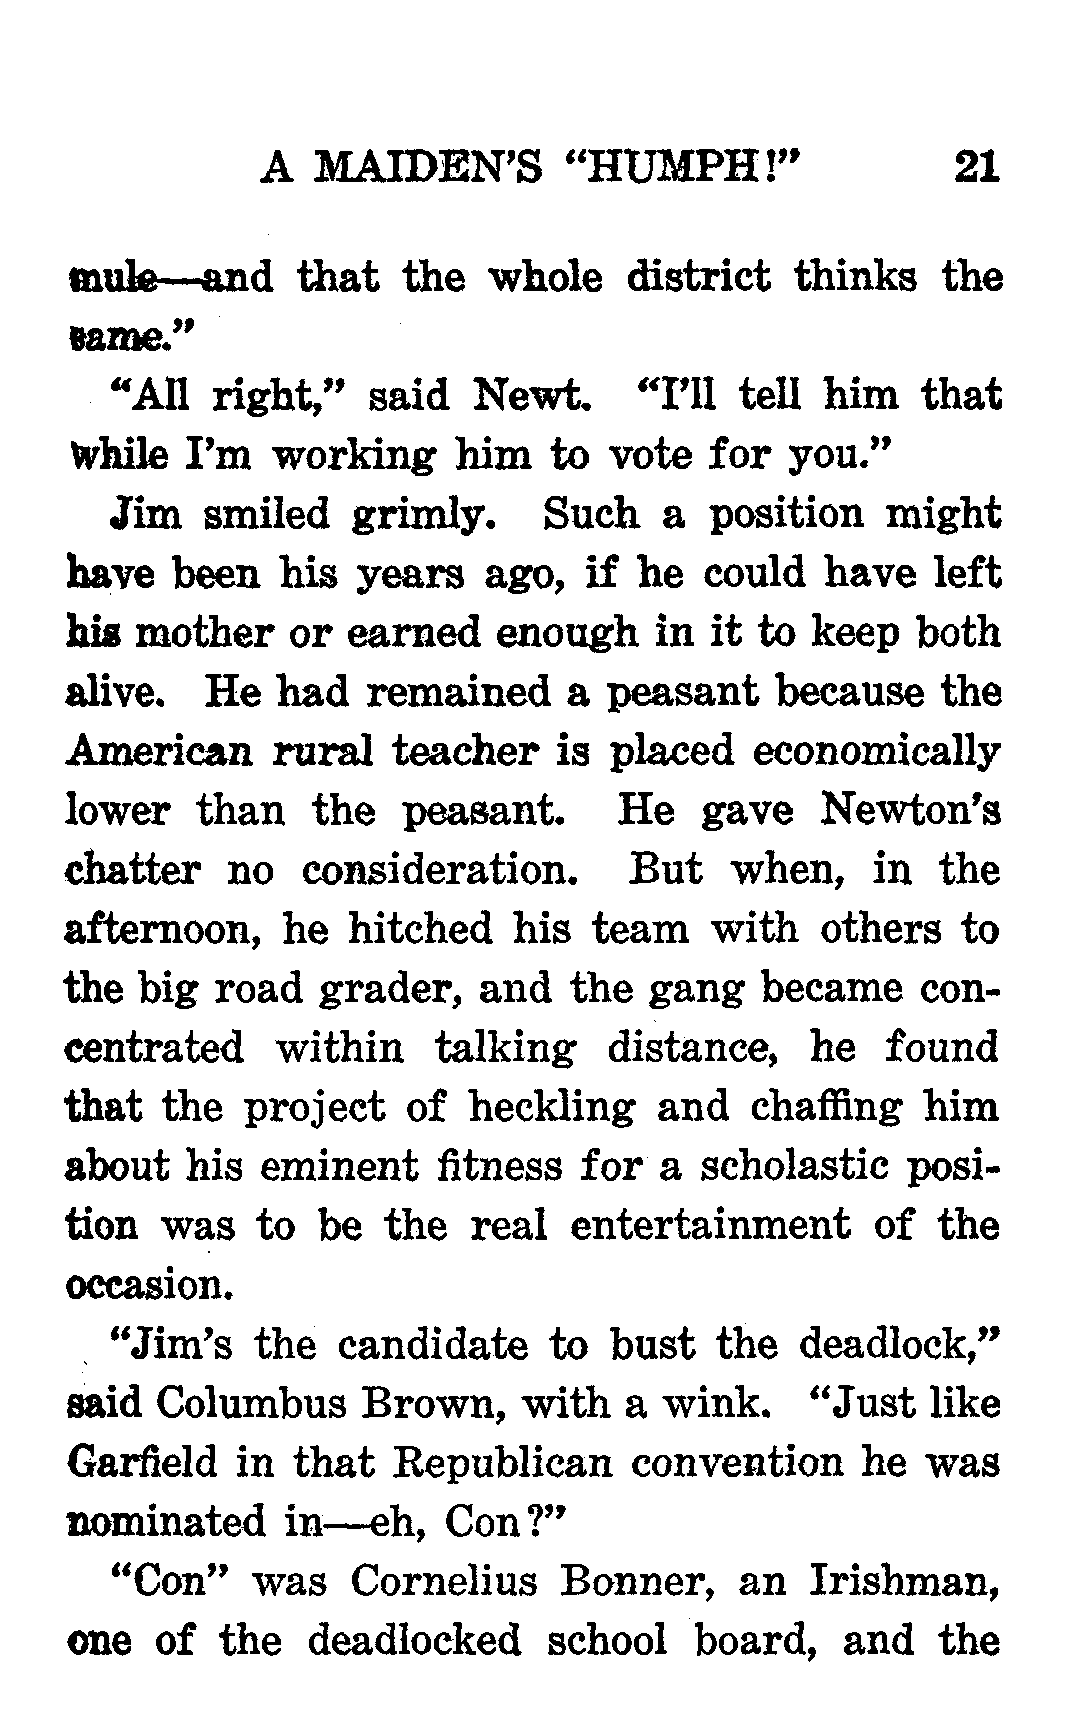 A MAIDEN'S “HUMPH!” 21
mule—and that the whole district thinks the
same.”
“All right,” said Newt. “I'll tell him that
while I'm working him to vote for you.”
Jim smiled grimly. Such a position might
have been his years ago, if he could have left
his mother or earned enough in it to keep both
alive. He had remained a peasant because the
American rural teacher is placed economically
lower than the peasant. He gave Newton's
chatter no consideration. But when, in the
afternoon, he hitched his team with others to
the big road grader, and the gang became con-
centrated within talking distance, he found
that the project of heckling and chaffing him
about his eminent fitness for a scholastic posi-
tion was to be the real entertainment of the
occasion.
“Jim's the candidate to bust the deadlock,”
said Columbus Brown, with a wink. “Just like
Garfield in that Republican convention he was
nominated in—eh, Con?”
“Con” was Cornelius Bonner, an Irishman,
one of the deadlocked school board, and the